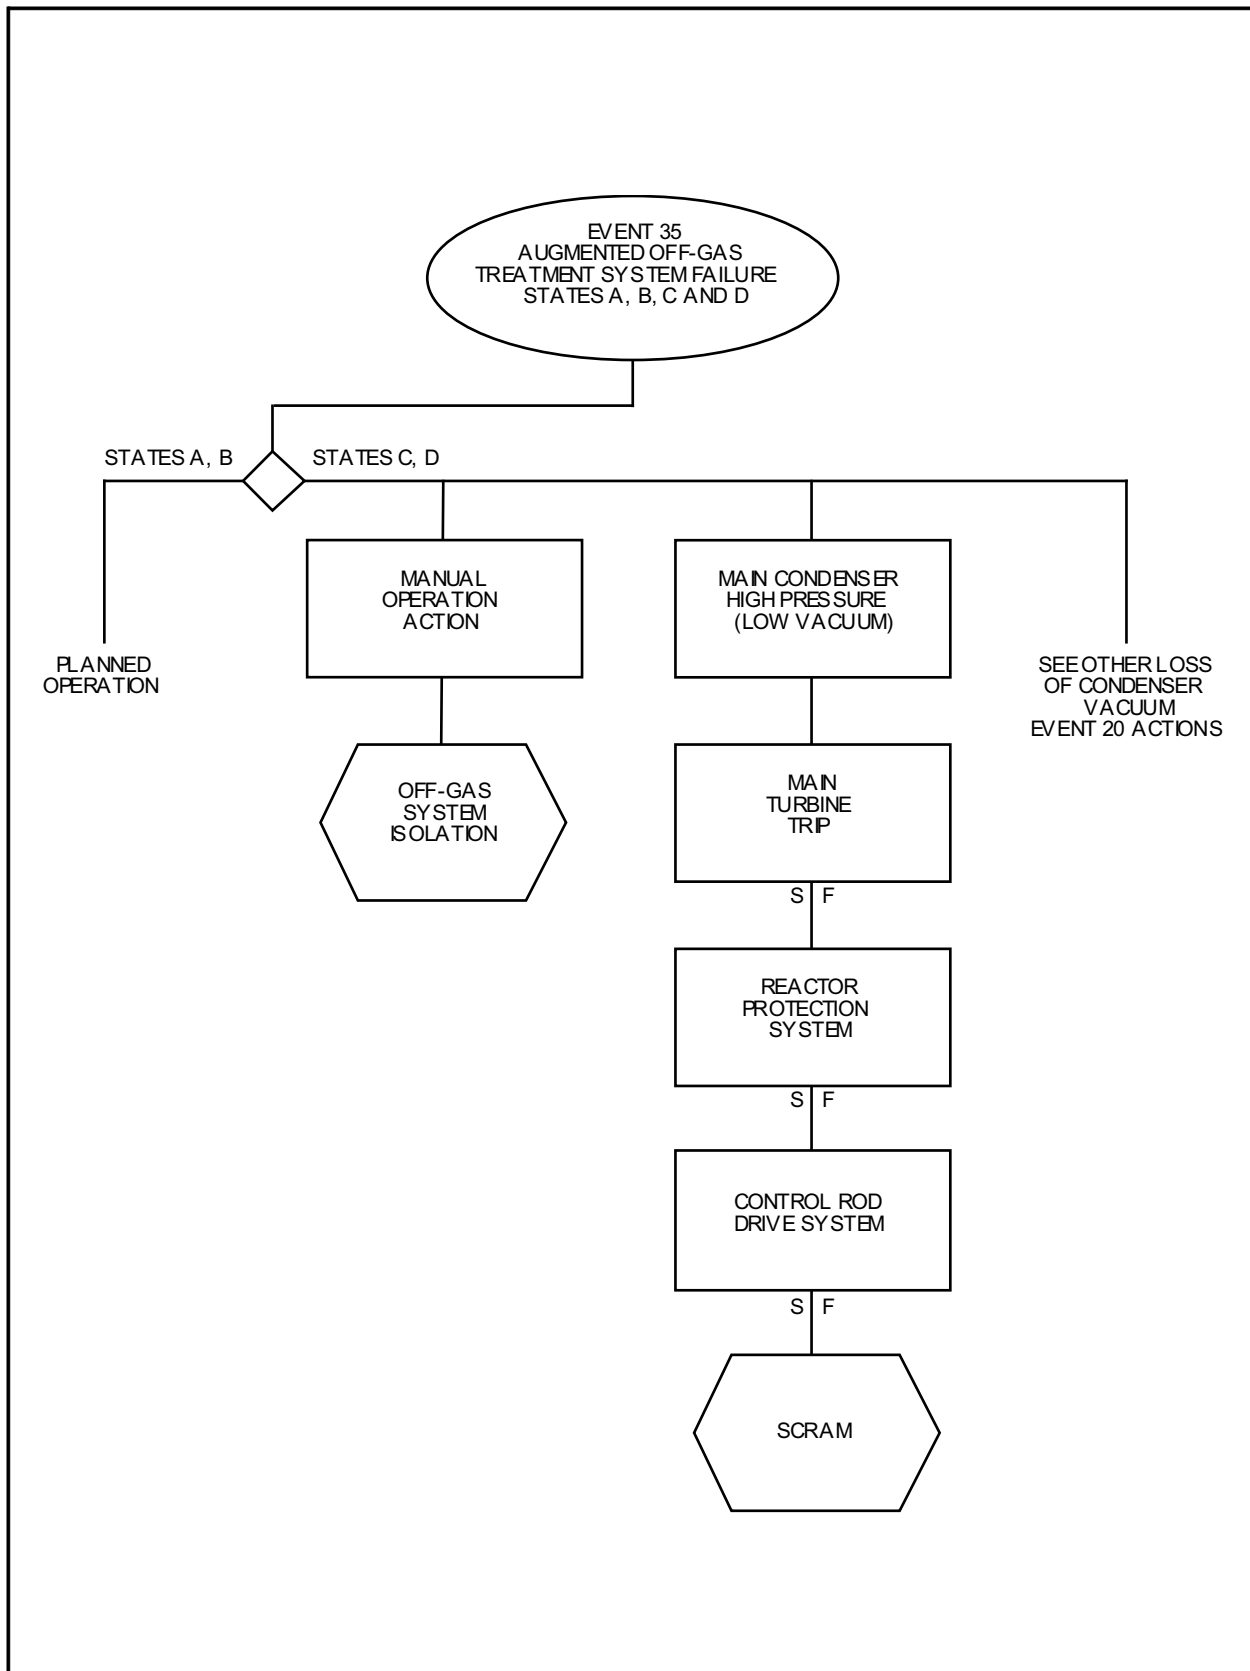 EVENT 35
AUGMENTED OFF-GAS
TREATMENT SYSTEM FAILURE
STATES A, B, C AND D
STATES A, B
STATES C, D
MANUAL
OPERATION
ACTION
MAIN CONDENSER
HIGH PRESSURE
(LOW VACUUM)
PLANNED
OPERATION
SEE OTHER LOSS
OF CONDENSER
VACUUM
EVENT 20 ACTIONS
OFF-GAS
SYSTEM
ISOLATION
MAIN
TURBINE
TRIP
S F
REACTOR
PROTECTION
SYSTEM
S F
CONTROL ROD
DRIVE SYSTEM
S F
SCRAM